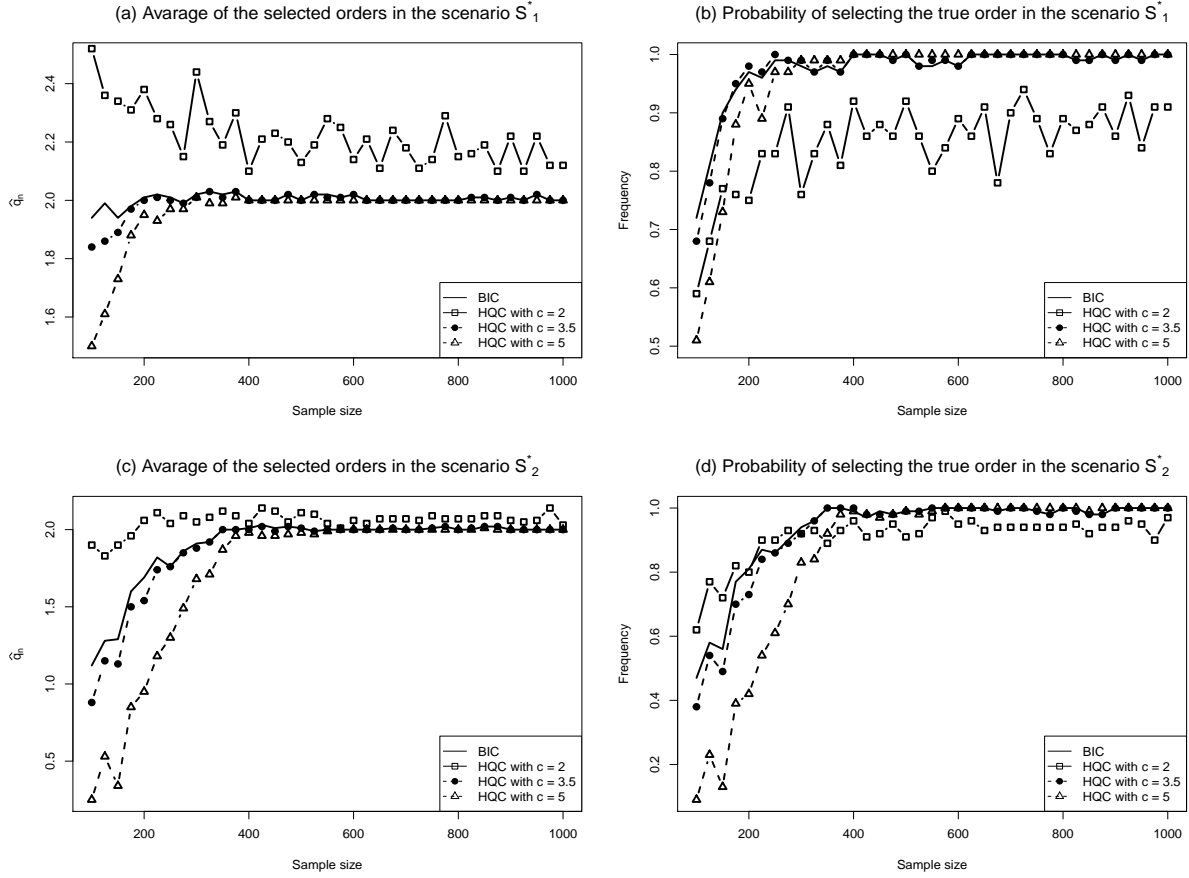 (a) Avarage of the selected orders in the scenario S*1
q̂n
2.4
2.2
2.0
1.8
1.6
BIC
HQC with c = 2
HQC with c = 3.5
HQC with c = 5
200 400 600 800 1000
Sample size
(b) Probability of selecting the true order in the scenario S*1
Frequency
1.0
0.9
0.8
0.7
0.6
0.5
BIC
HQC with c = 2
HQC with c = 3.5
HQC with c = 5
200 400 600 800 1000
Sample size
(c) Avarage of the selected orders in the scenario S*2
q̂n
2.0
1.5
1.0
0.5
BIC
HQC with c = 2
HQC with c = 3.5
HQC with c = 5
200 400 600 800 1000
Sample size
(d) Probability of selecting the true order in the scenario S*2
Frequency
1.0
0.8
0.6
0.4
0.2
BIC
HQC with c = 2
HQC with c = 3.5
HQC with c = 5
200 400 600 800 1000
Sample size